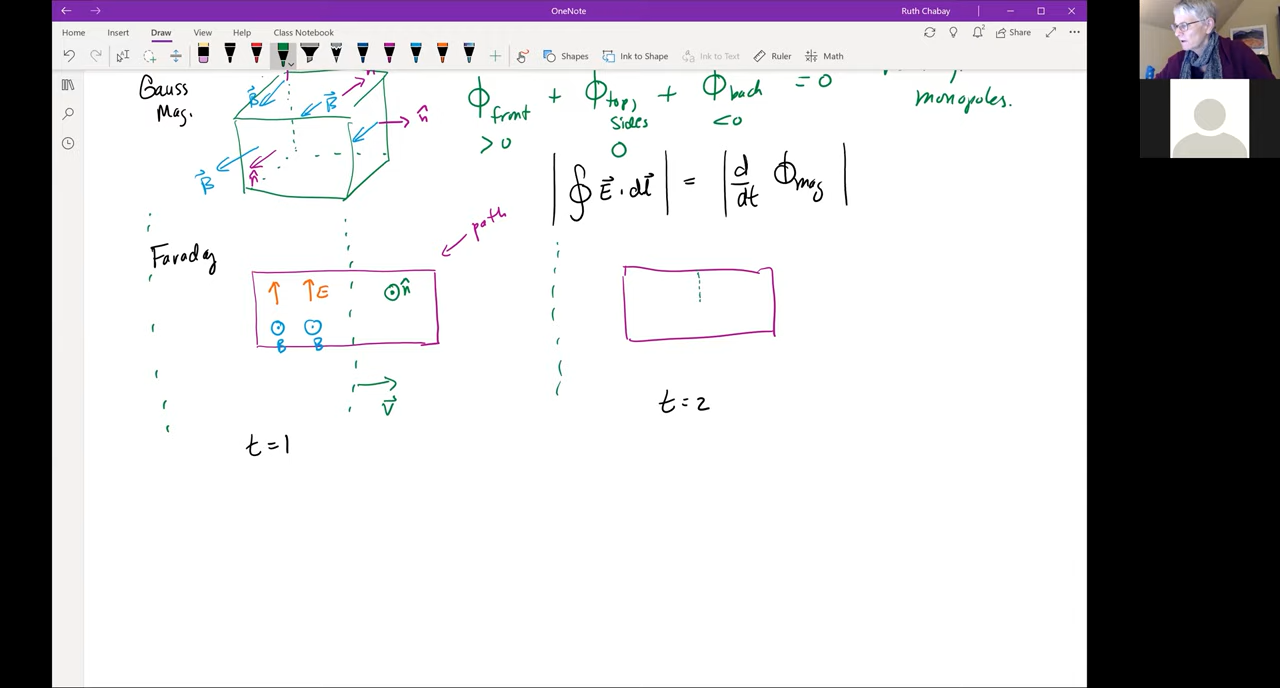 OneNote
Ruth Chabay
Home Insert Draw View Help Class Notebook
Share
Shapes Ink to Shape Ink to Text Ruler Math
Gauss
Mag.
B⃗
B⃗
n̂
B⃗
n̂
Φfront + Φtop, sides + Φback = 0
>0 0 <0
monopoles.
|∮ E⃗ · dl⃗| = |d/dt Φmag|
path
Faraday
E
n̂
B B
v⃗
t = 1
t = 2